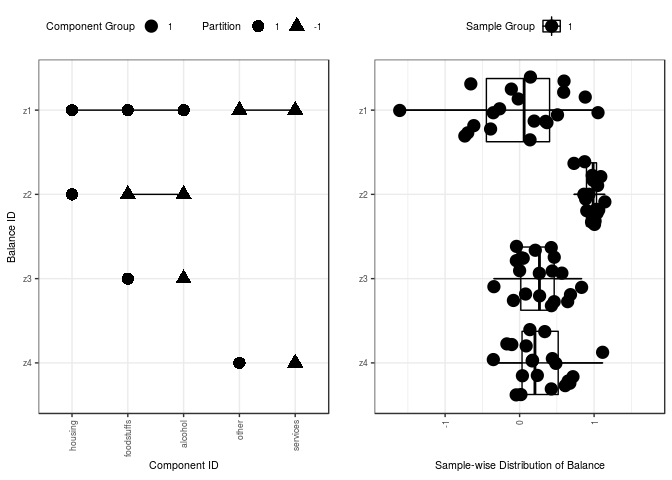 Component Group 1 Partition 1 -1
Sample Group 1
Balance ID
z1
z2
z3
z4
housing
foodstuffs
alcohol
other
services
Component ID
z1
z2
z3
z4
-1
0
1
Sample-wise Distribution of Balance